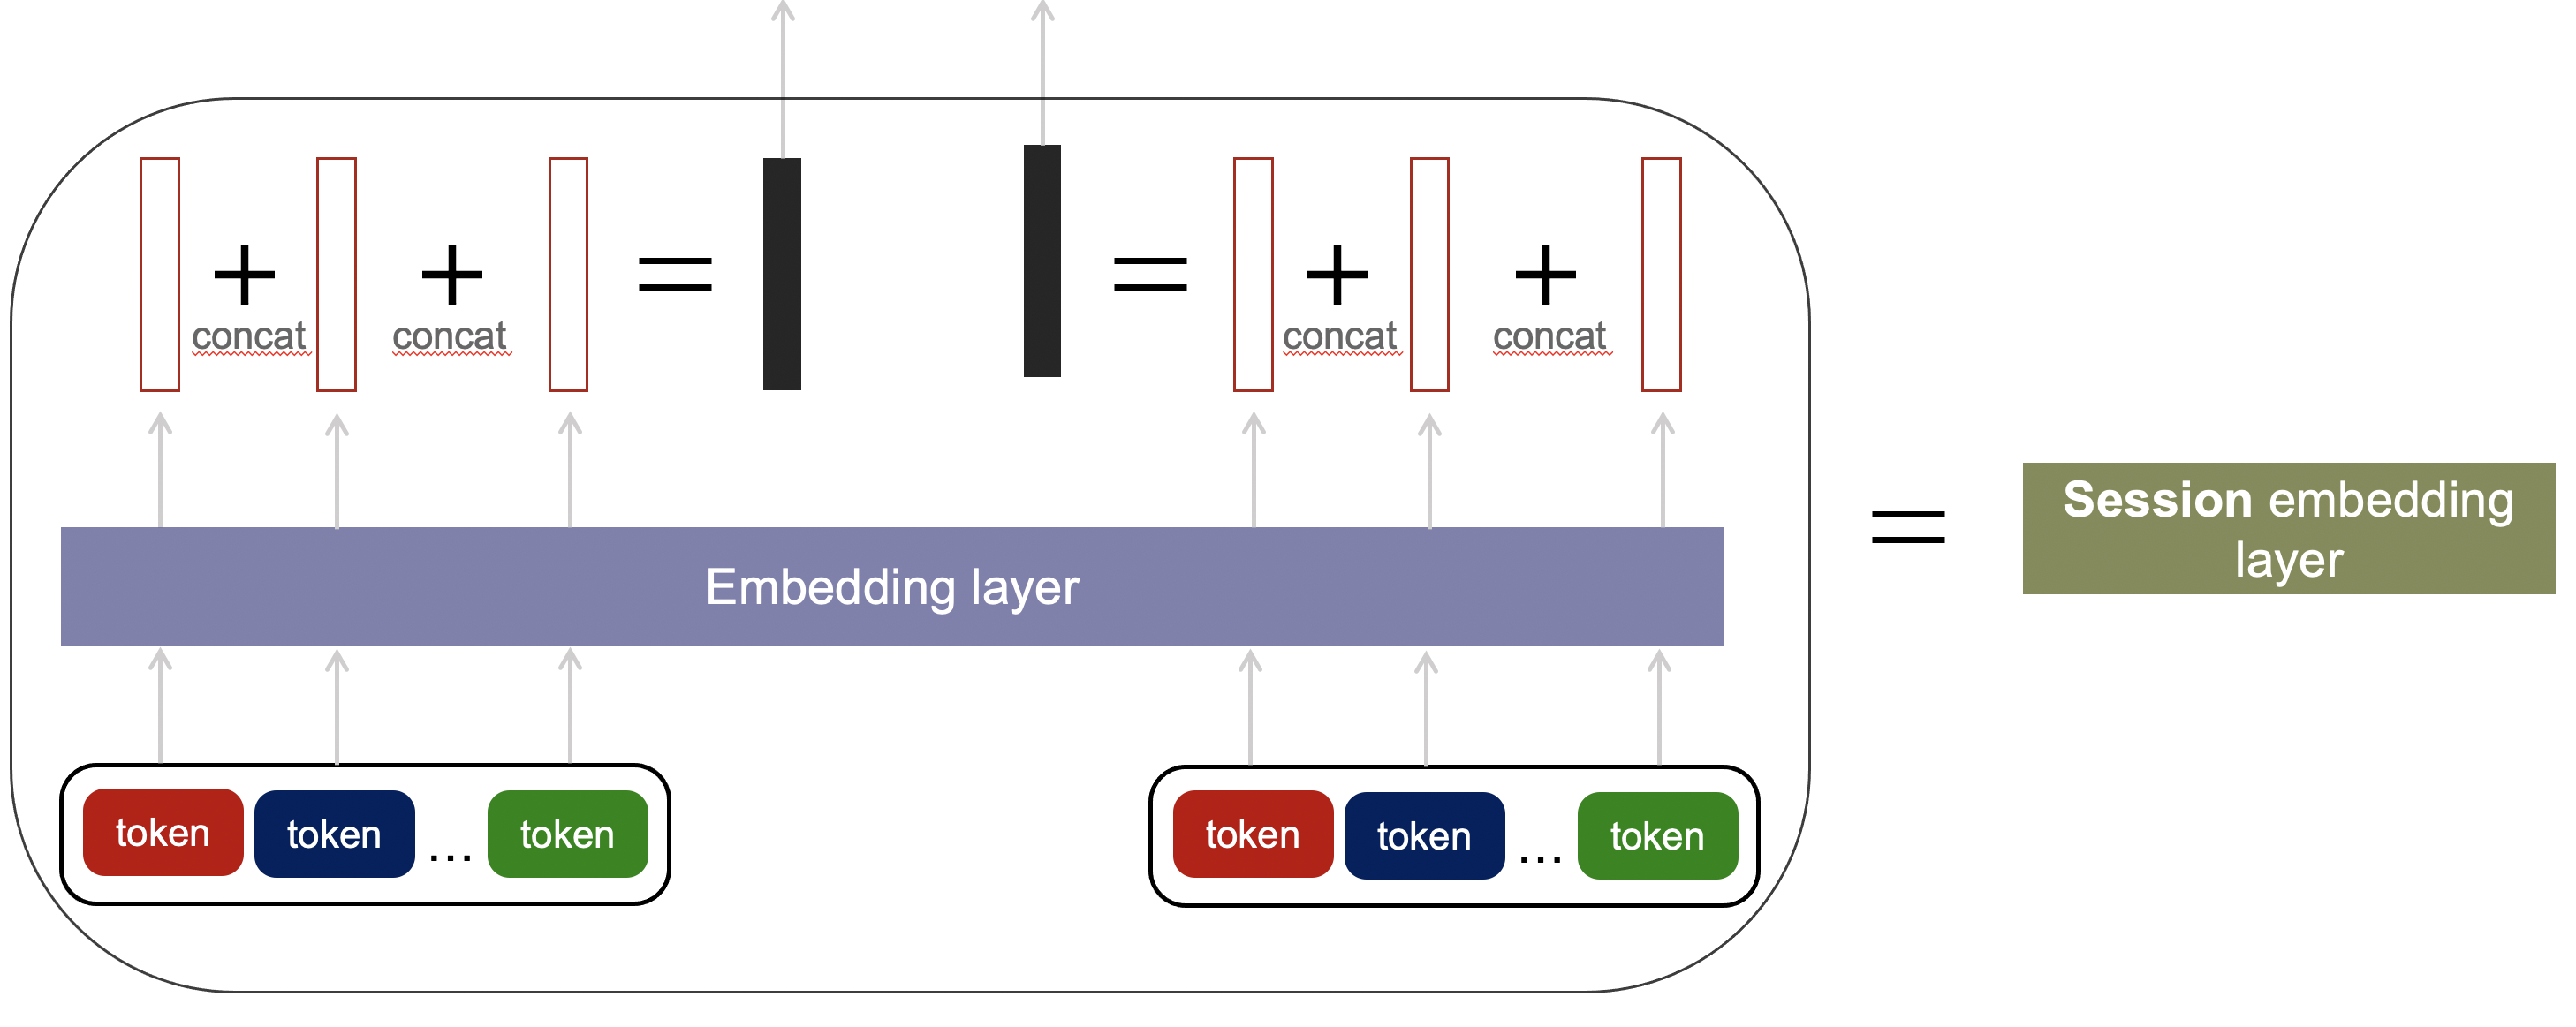 + + = = + +
concat concat concat concat
Embedding layer
= Session embedding
layer
token token ... token token token ... token